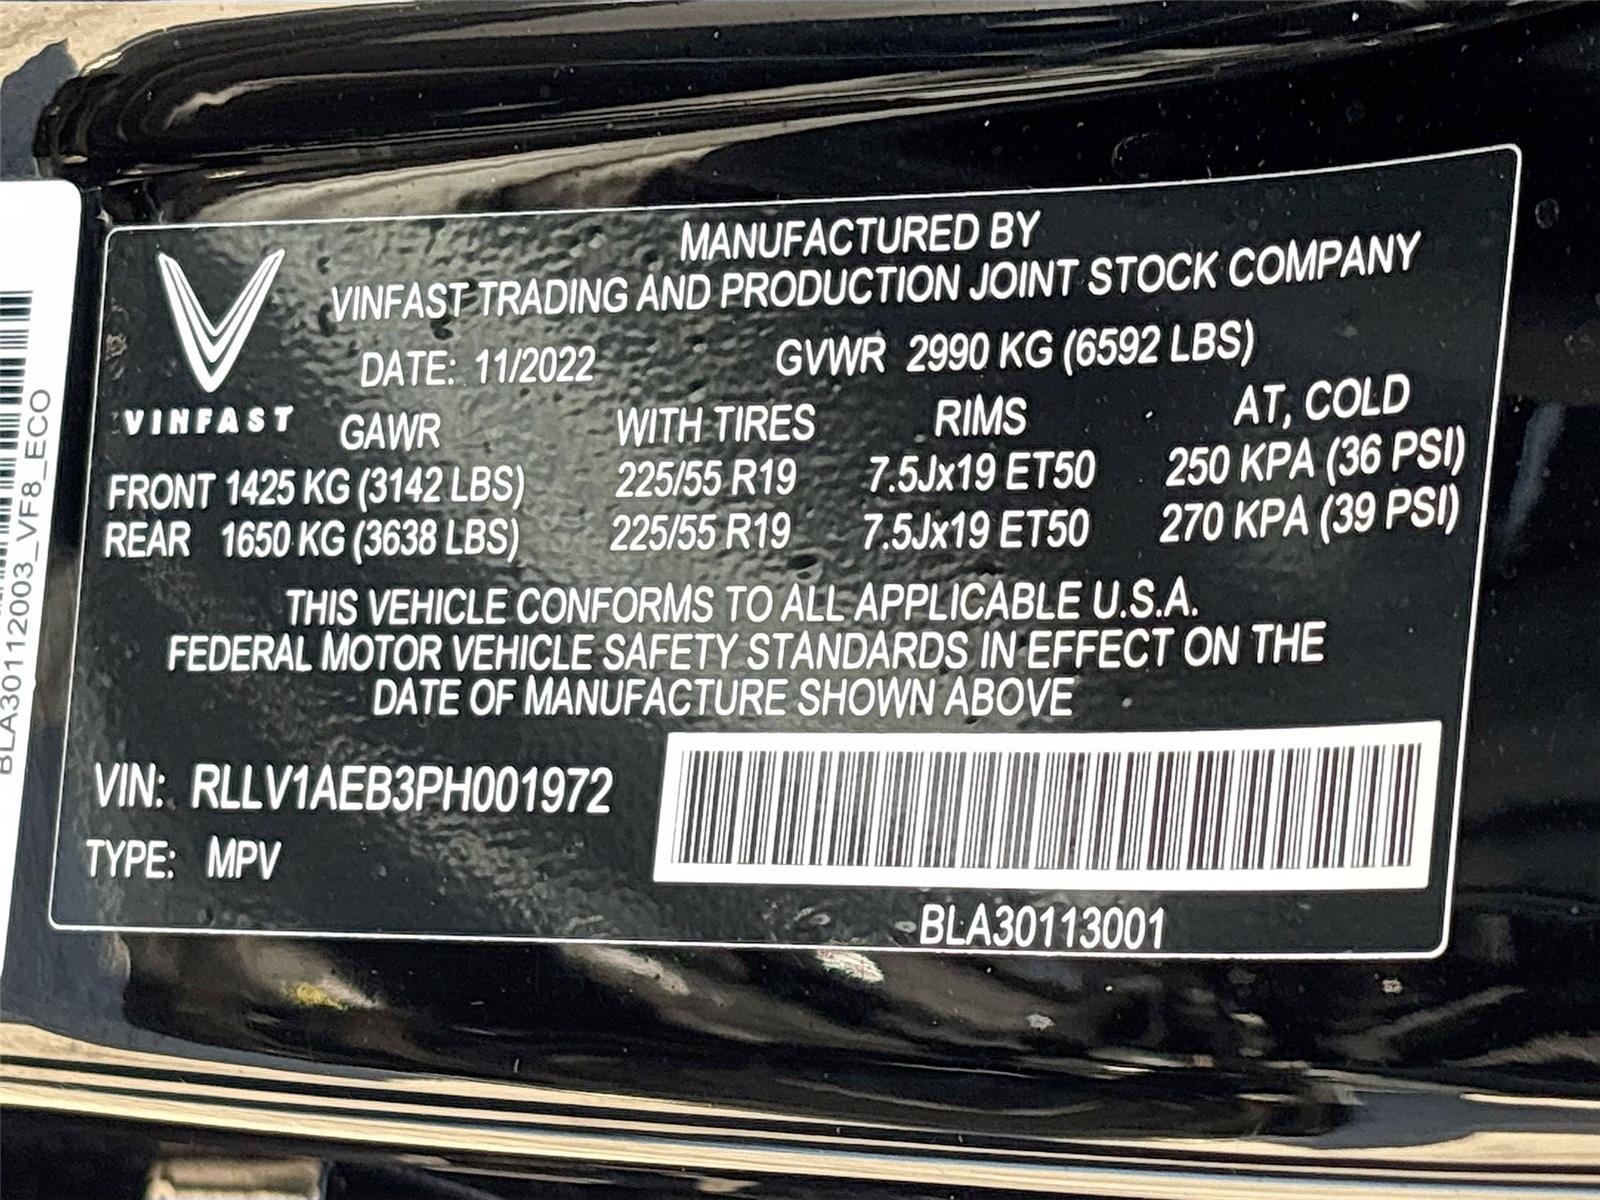 MANUFACTURED BY
VINFAST TRADING AND PRODUCTION JOINT STOCK COMPANY
DATE: 11/2022 GVWR 2990 KG (6592 LBS)
VINFAST
GAWR WITH TIRES RIMS AT, COLD
FRONT 1425 KG (3142 LBS) 225/55 R19 7.5Jx19 ET50 250 KPA (36 PSI)
REAR 1650 KG (3638 LBS) 225/55 R19 7.5Jx19 ET50 270 KPA (39 PSI)
THIS VEHICLE CONFORMS TO ALL APPLICABLE U.S.A.
FEDERAL MOTOR VEHICLE SAFETY STANDARDS IN EFFECT ON THE
DATE OF MANUFACTURE SHOWN ABOVE
VIN: RLLV1AEB3PH001972
TYPE: MPV
BLA30113001
BLA30112003_VF8_ECO